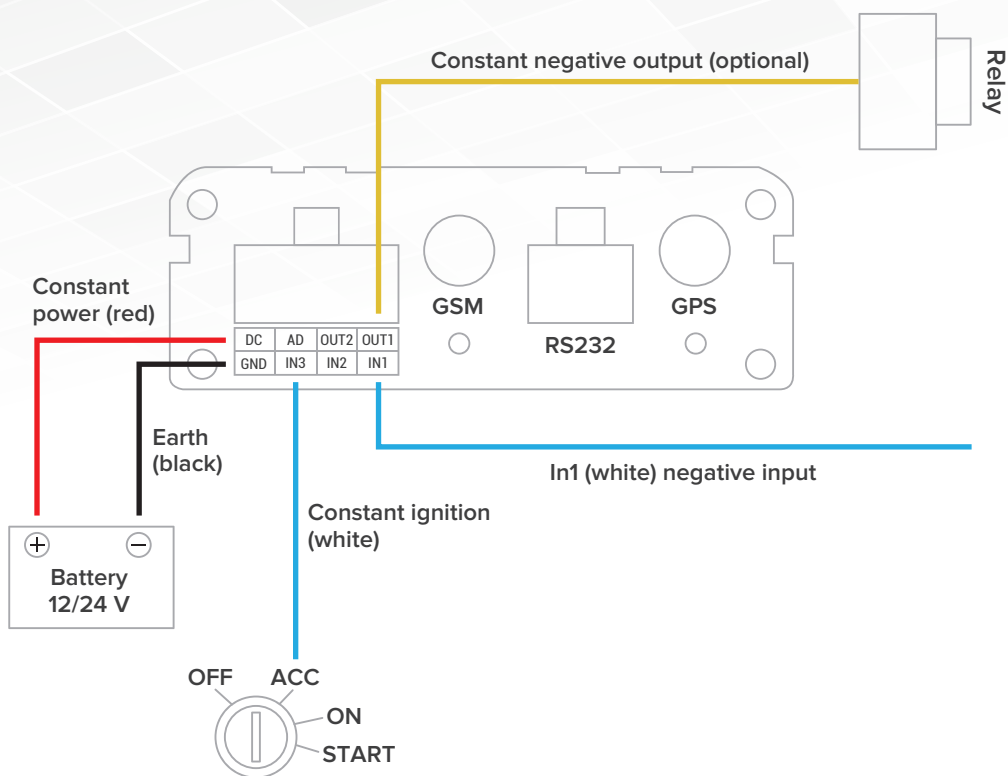 Constant negative output (optional)
Relay
Constant
power (red)
GSM
RS232
GPS
DC AD OUT2 OUT1
GND IN3 IN2 IN1
Earth
(black)
In1 (white) negative input
Constant ignition
(white)
+ −
Battery
12/24 V
OFF ACC
ON
START